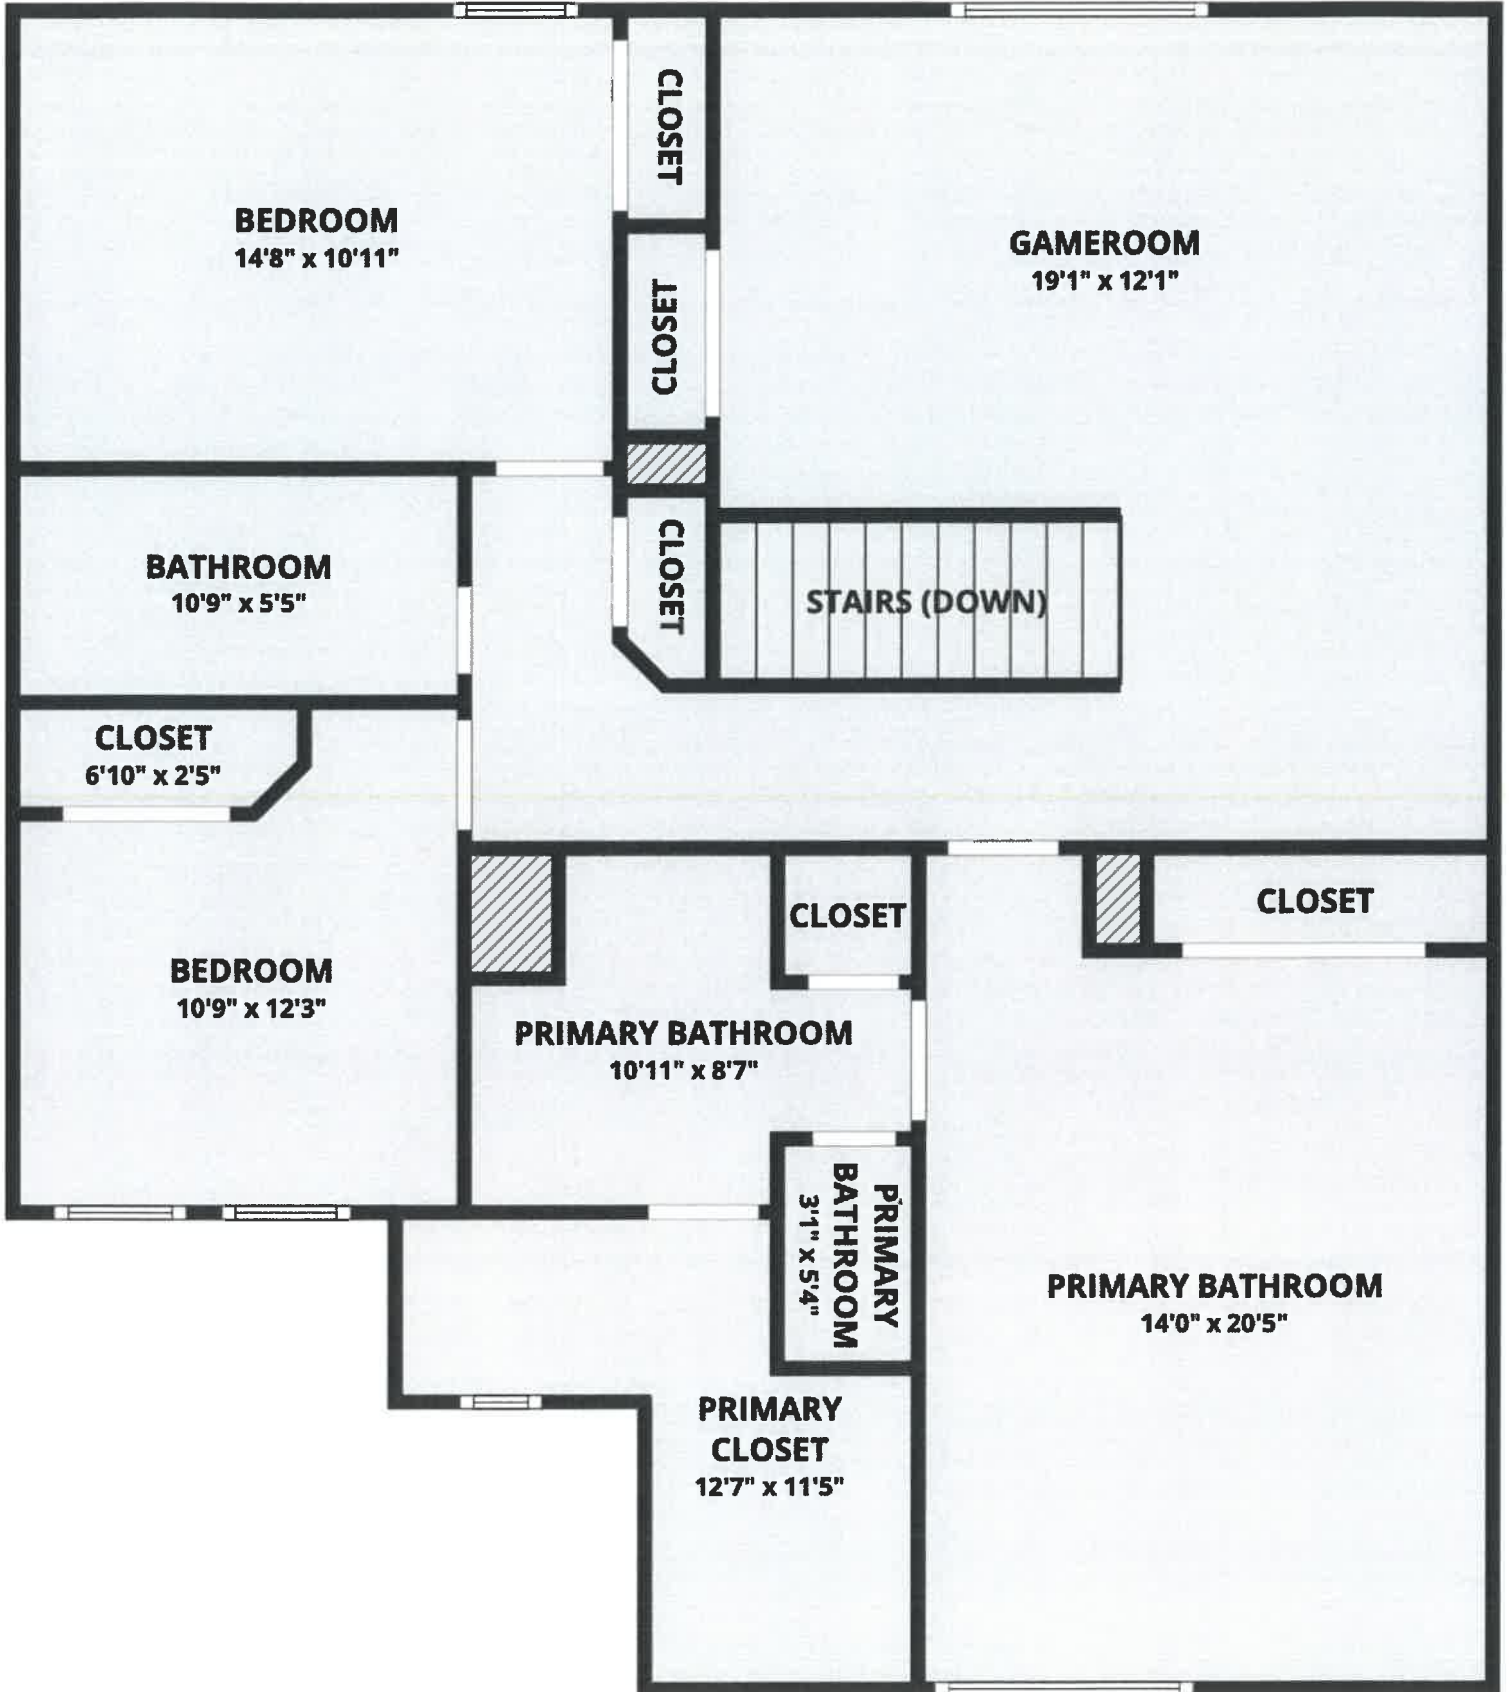 CLOSET
BEDROOM
14'8" x 10'11"
GAMEROOM
19'1" x 12'1"
CLOSET
CLOSET
BATHROOM
10'9" x 5'5"
STAIRS (DOWN)
CLOSET
6'10" x 2'5"
CLOSET
CLOSET
BEDROOM
10'9" x 12'3"
PRIMARY BATHROOM
10'11" x 8'7"
PRIMARY
BATHROOM
3'1" x 5'4"
PRIMARY BATHROOM
14'0" x 20'5"
PRIMARY
CLOSET
12'7" x 11'5"